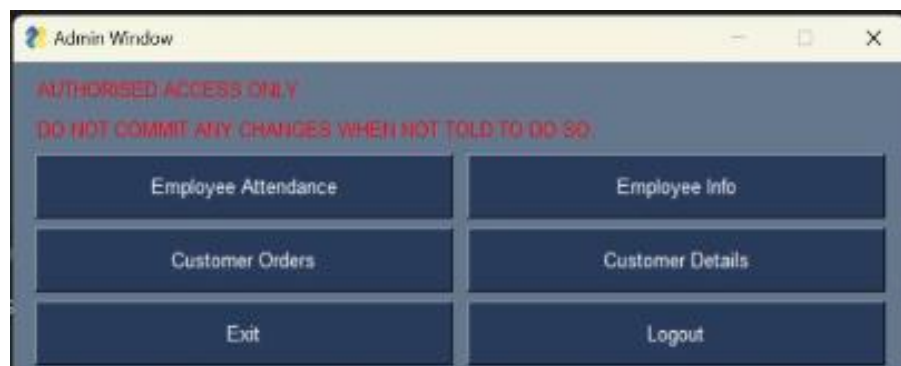 Admin Window
AUTHORISED ACCESS ONLY
DO NOT COMMIT ANY CHANGES WHEN NOT TOLD TO DO SO.
Employee Attendance
Employee Info
Customer Orders
Customer Details
Exit
Logout